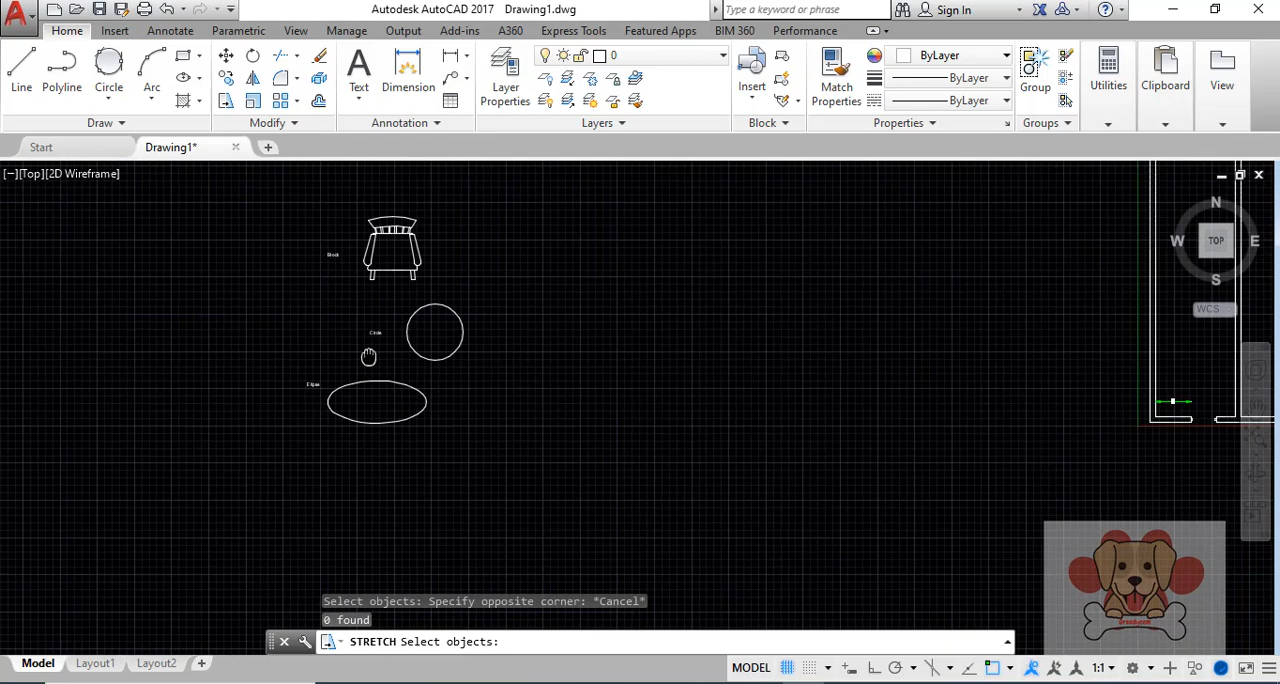 Autodesk AutoCAD 2017 Drawing1.dwg
Type a keyword or phrase
Sign In
Home Insert Annotate Parametric View Manage Output Add-ins A360 Express Tools Featured Apps BIM 360 Performance
Line Polyline Circle Arc
A
Text Dimension
Layer Properties
0
Insert
Match Properties
ByLayer
ByLayer
ByLayer
Group
Utilities
Clipboard
View
Draw Modify Annotation Layers Block Properties Groups
Start Drawing1*
[−][Top][2D Wireframe]
N
W TOP E
S
WCS
Block
Circle
Elipse
Select objects: Specify opposite corner: *Cancel*
0 found
STRETCH Select objects:
Model Layout1 Layout2
MODEL
1:1